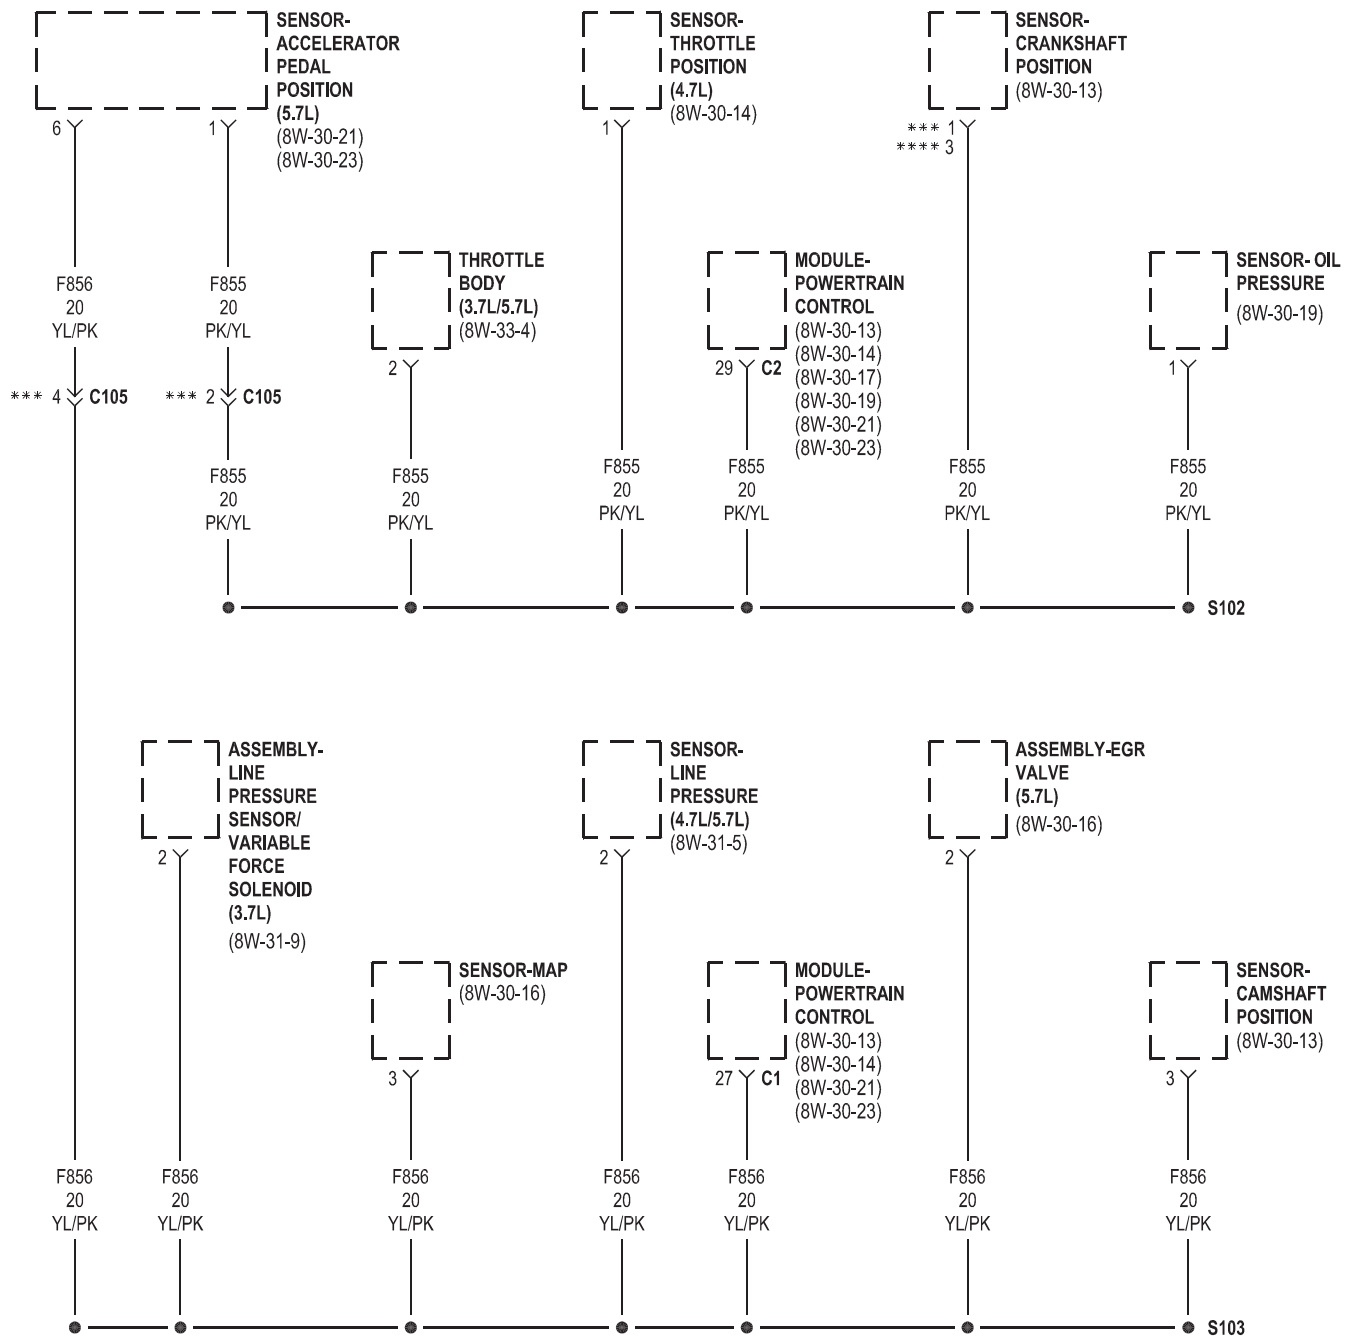 SENSOR-
ACCELERATOR
PEDAL
POSITION
(5.7L)
(8W-30-21)
(8W-30-23)
6
1
SENSOR-
THROTTLE
POSITION
(4.7L)
(8W-30-14)
1
SENSOR-
CRANKSHAFT
POSITION
(8W-30-13)
*** 1
**** 3
F856
20
YL/PK
F855
20
PK/YL
*** 4 C105
*** 2 C105
THROTTLE
BODY
(3.7L/5.7L)
(8W-33-4)
2
MODULE-
POWERTRAIN
CONTROL
(8W-30-13)
(8W-30-14)
(8W-30-17)
(8W-30-19)
(8W-30-21)
(8W-30-23)
29 C2
SENSOR- OIL
PRESSURE
(8W-30-19)
1
F855
20
PK/YL
F855
20
PK/YL
F855
20
PK/YL
F855
20
PK/YL
F855
20
PK/YL
F855
20
PK/YL
S102
ASSEMBLY-
LINE
PRESSURE
SENSOR/
VARIABLE
FORCE
SOLENOID
(3.7L)
(8W-31-9)
2
SENSOR-
LINE
PRESSURE
(4.7L/5.7L)
(8W-31-5)
2
ASSEMBLY-EGR
VALVE
(5.7L)
(8W-30-16)
2
SENSOR-MAP
(8W-30-16)
3
MODULE-
POWERTRAIN
CONTROL
(8W-30-13)
(8W-30-14)
(8W-30-21)
(8W-30-23)
27 C1
SENSOR-
CAMSHAFT
POSITION
(8W-30-13)
3
F856
20
YL/PK
F856
20
YL/PK
F856
20
YL/PK
F856
20
YL/PK
F856
20
YL/PK
F856
20
YL/PK
F856
20
YL/PK
S103